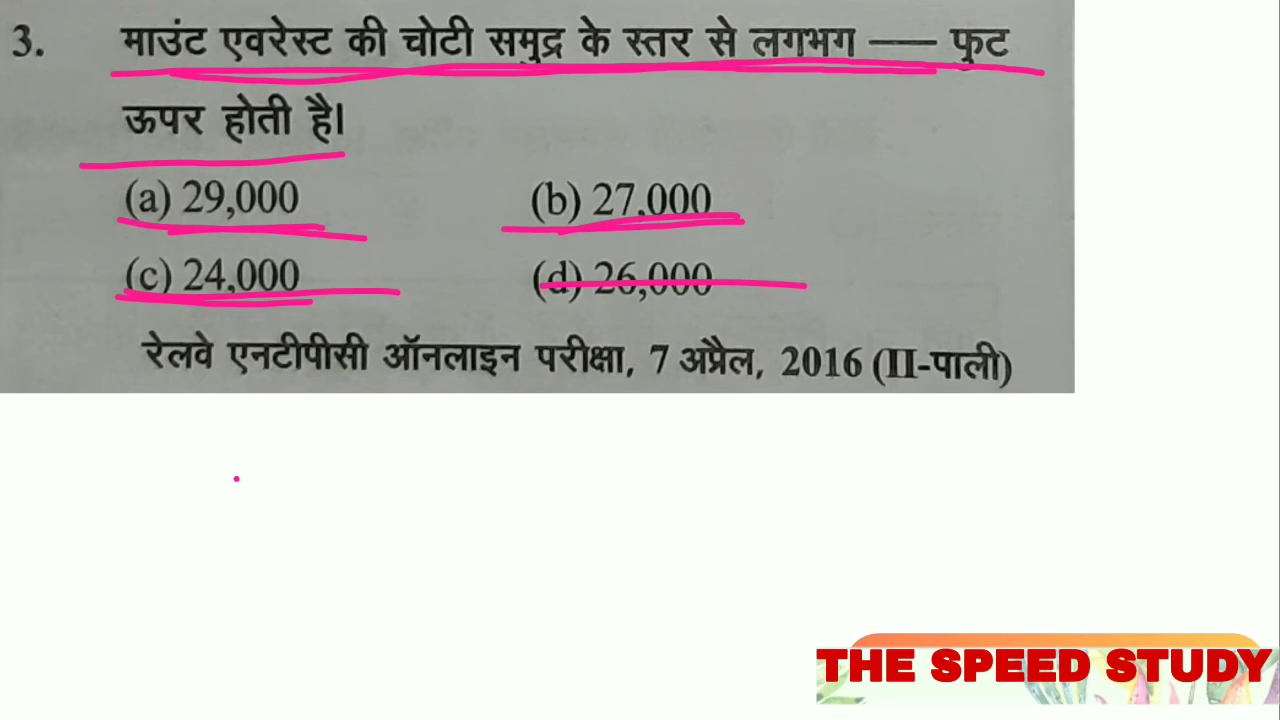 3. माउंट एवरेस्ट की चोटी समुद्र के स्तर से लगभग —— फुट
ऊपर होती है।
(a) 29,000 (b) 27,000
(c) 24,000 (d) 26,000
रेलवे एनटीपीसी ऑनलाइन परीक्षा, 7 अप्रैल, 2016 (II-पाली)
THE SPEED STUDY